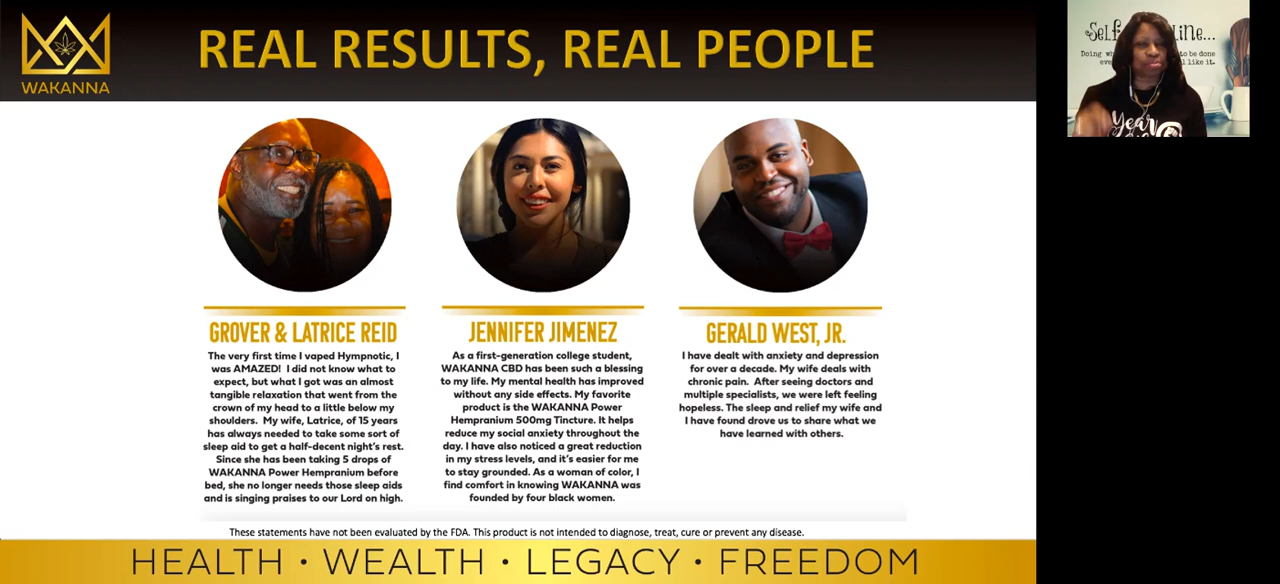 WAKANNA
REAL RESULTS, REAL PEOPLE
GROVER & LATRICE REID
The very first time I vaped Hympnotic, I
was AMAZED!  I did not know what to
expect, but what I got was an almost
tangible relaxation that went from the
crown of my head to a little below my
shoulders.  My wife, Latrice, of 15 years
has always needed to take some sort of
sleep aid to get a half-decent night's rest.
Since she has been taking 5 drops of
WAKANNA Power Hempranium before
bed, she no longer needs those sleep aids
and is singing praises to our Lord on high.
JENNIFER JIMENEZ
As a first-generation college student,
WAKANNA CBD has been such a blessing
to my life. My mental health has improved
without any side effects. My favorite
product is the WAKANNA Power
Hempranium 500mg Tincture. It helps
reduce my social anxiety throughout the
day. I have also noticed a great reduction
in my stress levels, and it's easier for me
to stay grounded. As a woman of color, I
find comfort in knowing WAKANNA was
founded by four black women.
GERALD WEST, JR.
I have dealt with anxiety and depression
for over a decade. My wife deals with
chronic pain.  After seeing doctors and
multiple specialists, we were left feeling
hopeless. The sleep and relief my wife and
I have found drove us to share what we
have learned with others.
These statements have not been evaluated by the FDA. This product is not intended to diagnose, treat, cure or prevent any disease.
HEALTH • WEALTH • LEGACY • FREEDOM
Self line...
Doing to be done
like it.
Year